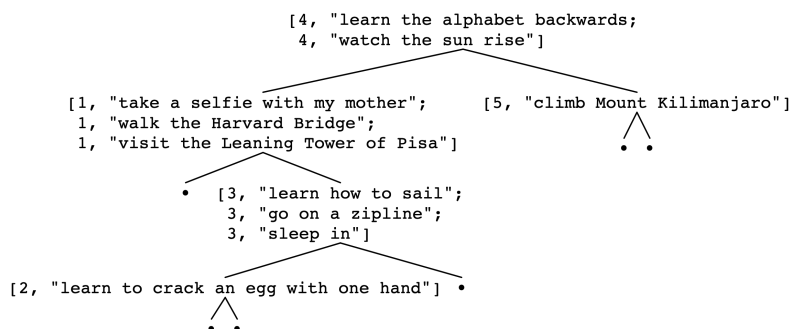 [4, "learn the alphabet backwards;
4, "watch the sun rise"]
[1, "take a selfie with my mother";
1, "walk the Harvard Bridge";
1, "visit the Leaning Tower of Pisa"]
[5, "climb Mount Kilimanjaro"]
[3, "learn how to sail";
3, "go on a zipline";
3, "sleep in"]
[2, "learn to crack an egg with one hand"]